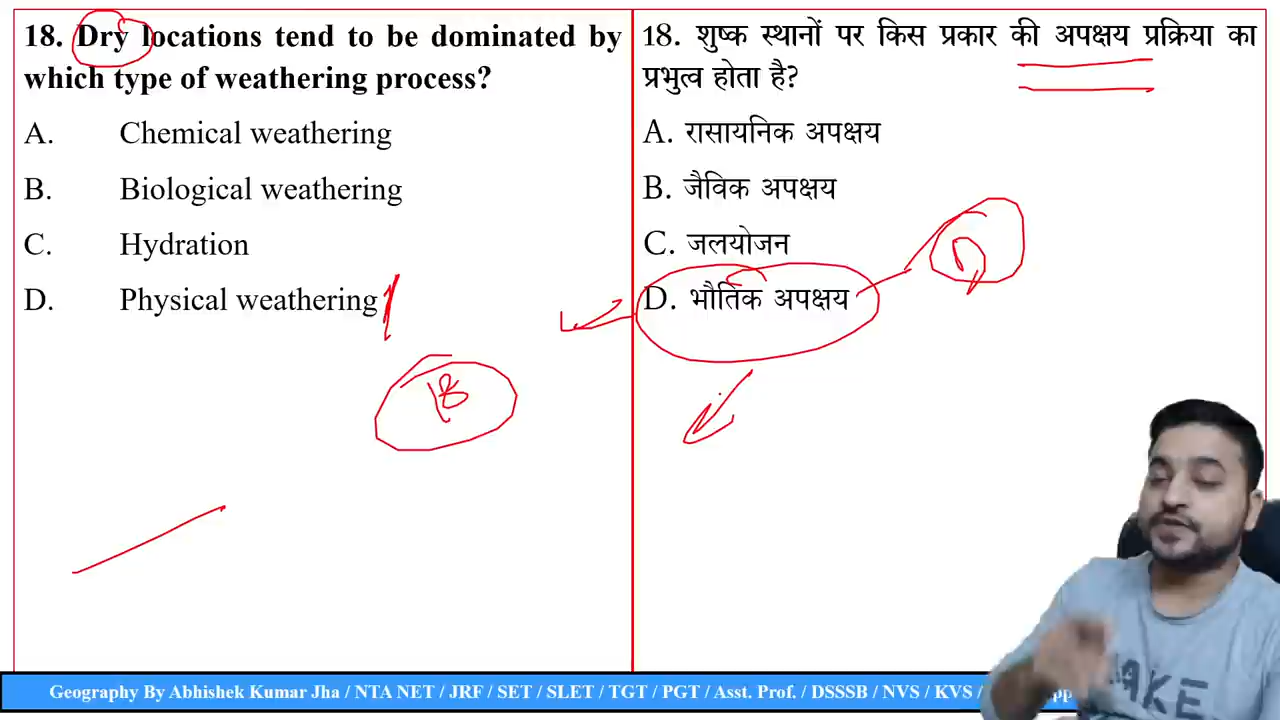 18. Dry locations tend to be dominated by
which type of weathering process?
A. Chemical weathering
B. Biological weathering
C. Hydration
D. Physical weathering
18
18. शुष्क स्थानों पर किस प्रकार की अपक्षय प्रक्रिया का
प्रभुत्व होता है?
A. रासायनिक अपक्षय
B. जैविक अपक्षय
C. जलयोजन
D. भौतिक अपक्षय
Geography By Abhishek Kumar Jha / NTA NET / JRF / SET / SLET / TGT / PGT / Asst. Prof. / DSSSB / NVS / KVS /